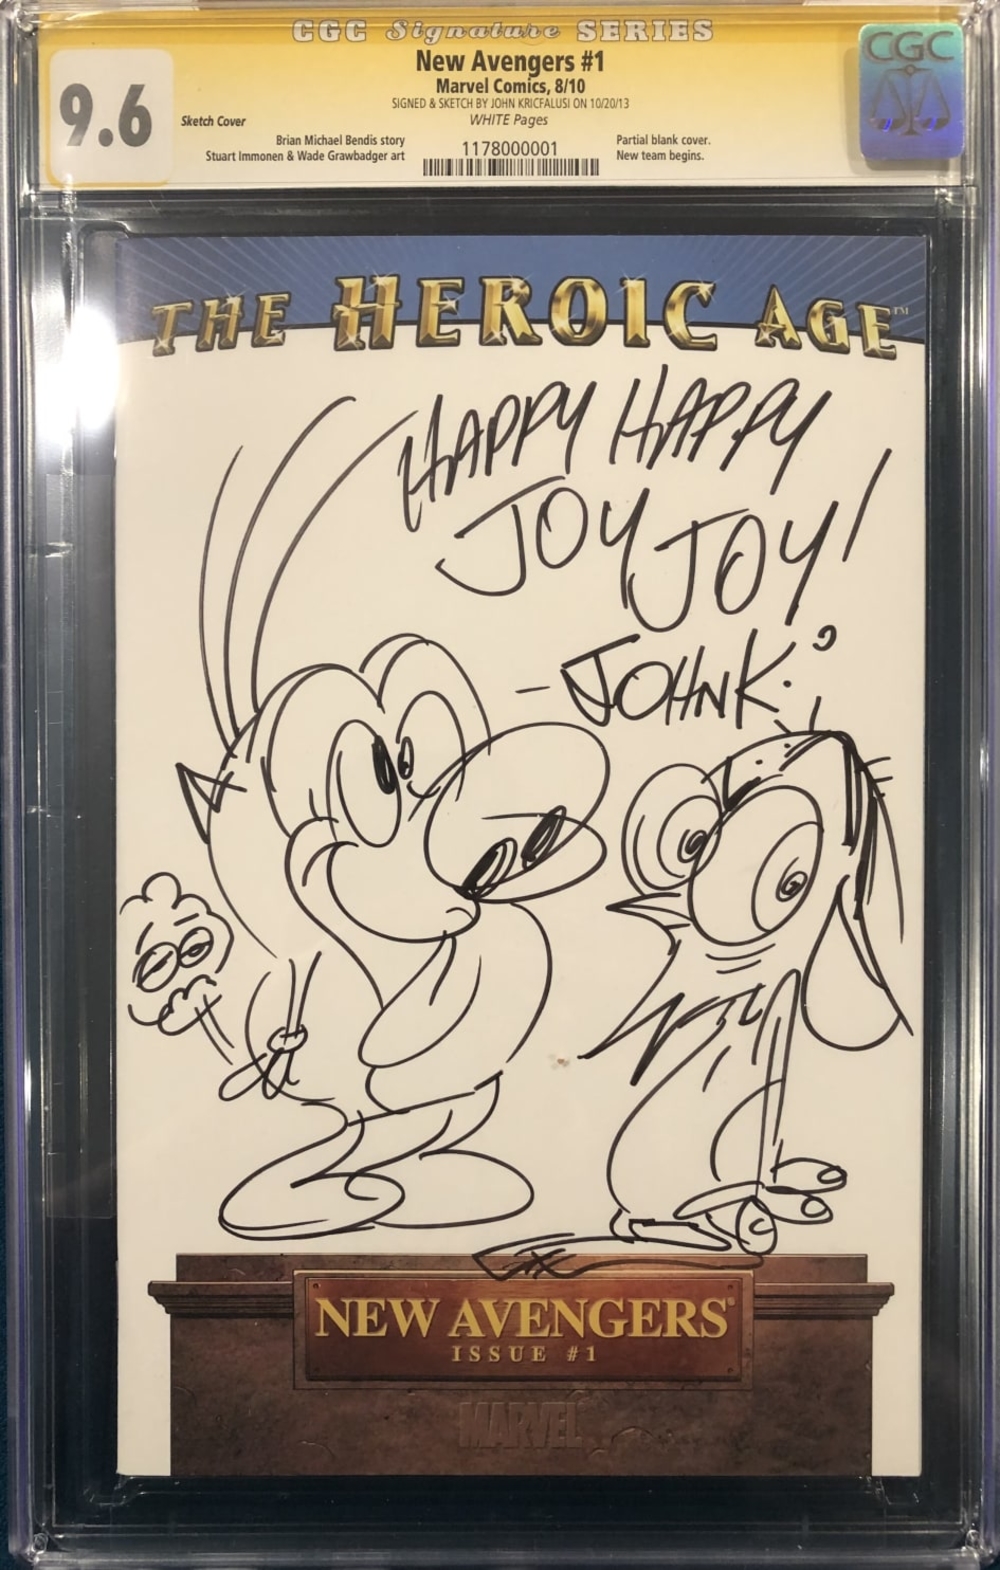 CGC Signature SERIES
New Avengers #1
Marvel Comics, 8/10
SIGNED & SKETCH BY JOHN KRICFALUSI ON 10/20/13
WHITE Pages
9.6
Sketch Cover
Brian Michael Bendis story
Stuart Immonen & Wade Grawbadger art
1178000001
Partial blank cover.
New team begins.
CGC
THE HEROIC AGE™
HAPPY HAPPY
JOY JOY!
-JOHN K.
NEW AVENGERS®
ISSUE #1
MARVEL